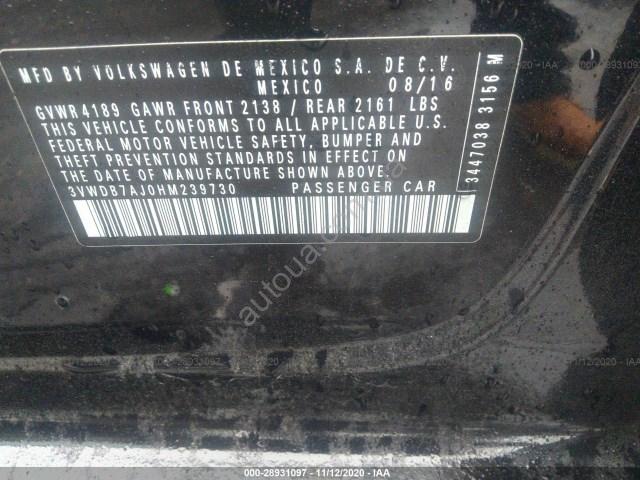 MFD BY VOLKSWAGEN DE MEXICO S.A. DE C.V.
MEXICO 08/16
GVWR 4189 GAWR FRONT 2138 / REAR 2161 LBS
THIS VEHICLE CONFORMS TO ALL APPLICABLE U.S.
FEDERAL MOTOR VEHICLE SAFETY, BUMPER AND
THEFT PREVENTION STANDARDS IN EFFECT ON
THE DATE OF MANUFACTURE SHOWN ABOVE.
3VWDB7AJ0HM239730 PASSENGER CAR
34470383 3156 M
autoua.com
000-28931097 - 11/12/2020 - IAA